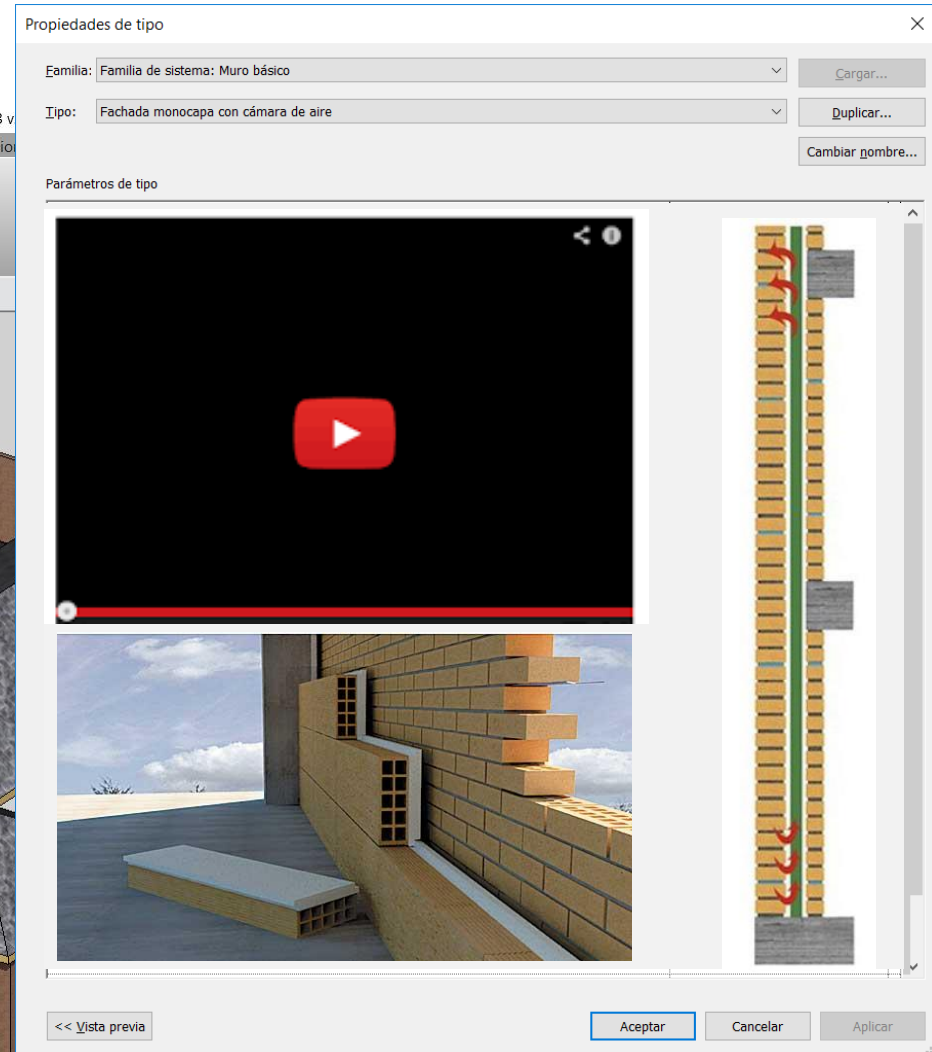 Propiedades de tipo
Familia: Familia de sistema: Muro básico
Cargar...
Tipo: Fachada monocapa con cámara de aire
Duplicar...
Cambiar nombre...
Parámetros de tipo
<< Vista previa
Aceptar
Cancelar
Aplicar